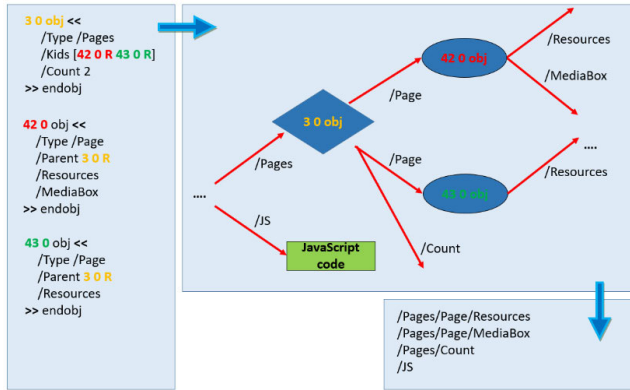 3 0 obj <<
/Type /Pages
/Kids [42 0 R 43 0 R]
/Count 2
>> endobj
42 0 obj <<
/Type /Page
/Parent 3 0 R
/Resources
/MediaBox
>> endobj
43 0 obj <<
/Type /Page
/Parent 3 0 R
/Resources
>> endobj
/Resources
42 0 obj
/MediaBox
/Page
3 0 obj
....
/Pages
/Page
/Resources
43 0 obj
....
/JS
/Count
JavaScript
code
/Pages/Page/Resources
/Pages/Page/MediaBox
/Pages/Count
/JS